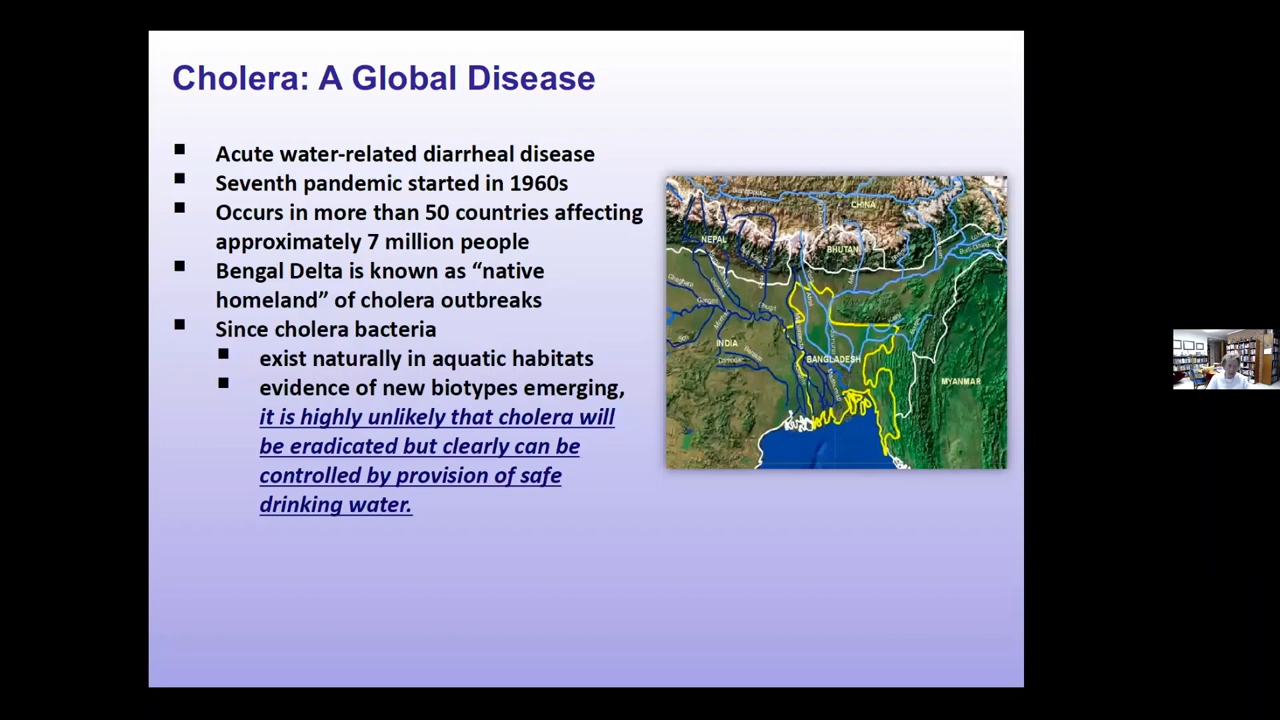 Cholera: A Global Disease
Acute water-related diarrheal disease
Seventh pandemic started in 1960s
Occurs in more than 50 countries affecting
approximately 7 million people
Bengal Delta is known as “native
homeland” of cholera outbreaks
Since cholera bacteria
exist naturally in aquatic habitats
evidence of new biotypes emerging,
it is highly unlikely that cholera will
be eradicated but clearly can be
controlled by provision of safe
drinking water.
CHINA
NEPAL
BHUTAN
Ghaghara
Ganges
INDIA
BANGLADESH
MYANMAR